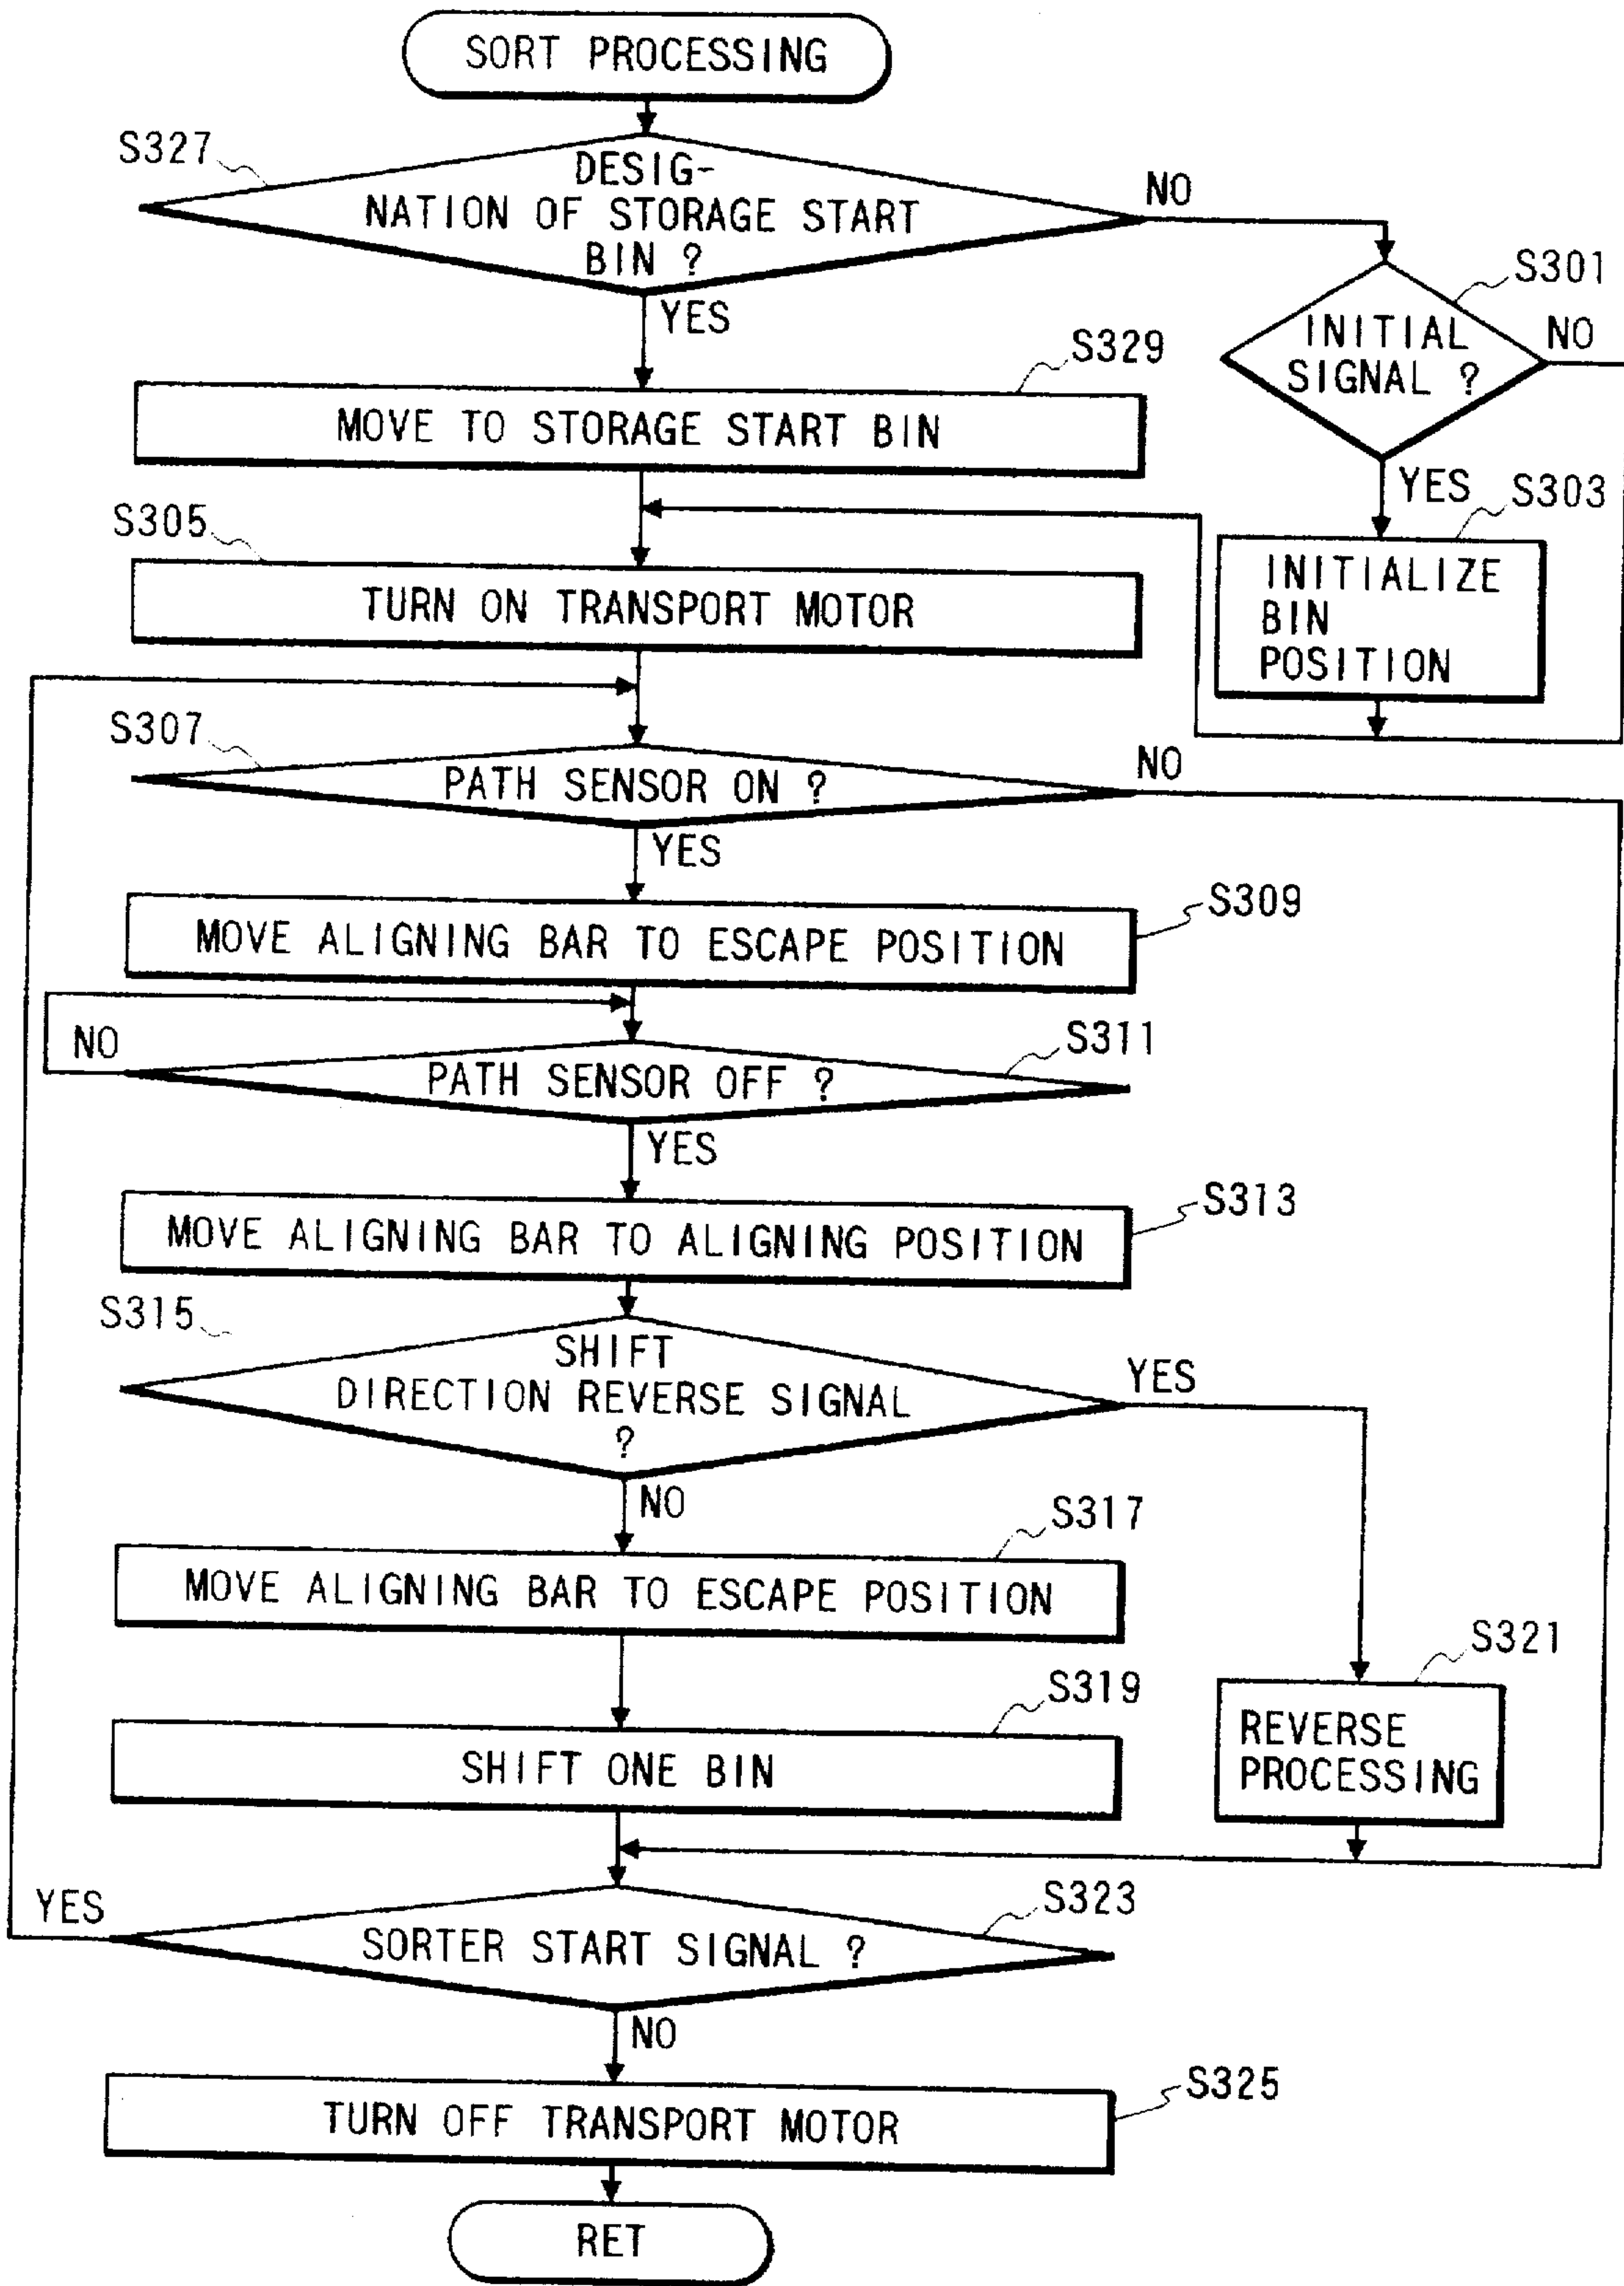 SORT PROCESSING
S327
DESIG-
NATION OF STORAGE START
BIN ?
NO
YES
S301
INITIAL
SIGNAL ?
NO
YES
S329
MOVE TO STORAGE START BIN
S303
INITIALIZE
BIN
POSITION
S305
TURN ON TRANSPORT MOTOR
S307
PATH SENSOR ON ?
NO
YES
S309
MOVE ALIGNING BAR TO ESCAPE POSITION
NO
S311
PATH SENSOR OFF ?
YES
S313
MOVE ALIGNING BAR TO ALIGNING POSITION
S315
SHIFT
DIRECTION REVERSE SIGNAL
?
YES
NO
S317
MOVE ALIGNING BAR TO ESCAPE POSITION
S321
REVERSE
PROCESSING
S319
SHIFT ONE BIN
YES
S323
SORTER START SIGNAL ?
NO
S325
TURN OFF TRANSPORT MOTOR
RET